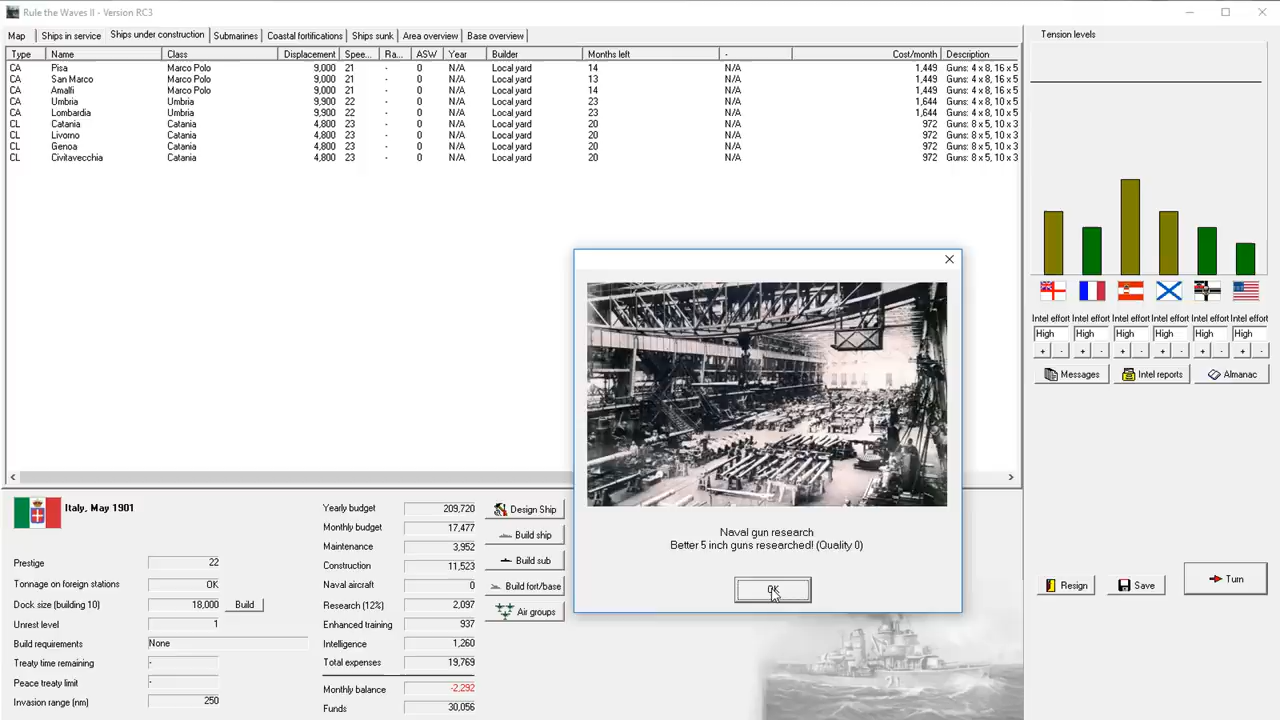 Rule the Waves II - Version RC3
Map Ships in service Ships under construction Submarines Coastal fortifications Ships sunk Area overview Base overview
Type Name Class Displacement Spee... Ra... ASW Year Builder Months left - Cost/month Description
CA Pisa Marco Polo 9,000 21 - 0 N/A Local yard 14 N/A 1,449 Guns: 4 x 8, 16 x 5
CA San Marco Marco Polo 9,000 21 - 0 N/A Local yard 13 N/A 1,449 Guns: 4 x 8, 16 x 5
CA Amalfi Marco Polo 9,000 21 - 0 N/A Local yard 14 N/A 1,449 Guns: 4 x 8, 16 x 5
CA Umbria Umbria 9,900 22 - 0 N/A Local yard 23 N/A 1,644 Guns: 4 x 8, 10 x 5
CA Lombardia Umbria 9,900 22 - 0 N/A Local yard 23 N/A 1,644 Guns: 4 x 8, 10 x 5
CL Catania Catania 4,800 23 - 0 N/A Local yard 20 N/A 972 Guns: 8 x 5, 10 x 3
CL Livorno Catania 4,800 23 - 0 N/A Local yard 20 N/A 972 Guns: 8 x 5, 10 x 3
CL Genoa Catania 4,800 23 - 0 N/A Local yard 20 N/A 972 Guns: 8 x 5, 10 x 3
CL Civitavecchia Catania 4,800 23 - 0 N/A Local yard 20 N/A 972 Guns: 8 x 5, 10 x 3
Tension levels
Intel effort Intel effort Intel effort Intel effort Intel effort Intel effort
High High High High High High
+ - + - + - + - + - + -
Messages Intel reports Almanac
Naval gun research
Better 5 inch guns researched! (Quality 0)
OK
Italy, May 1901
Prestige 22
Tonnage on foreign stations OK
Dock size (building 10) 18,000 Build
Unrest level 1
Build requirements None
Treaty time remaining -
Peace treaty limit -
Invasion range (nm) 250
Yearly budget 209,720
Monthly budget 17,477
Maintenance 3,952
Construction 11,523
Naval aircraft 0
Research (12%) 2,097
Enhanced training 937
Intelligence 1,260
Total expenses 19,769
Monthly balance -2,292
Funds 30,056
Design Ship
Build ship
Build sub
Build fort/base
Air groups
Resign Save Turn